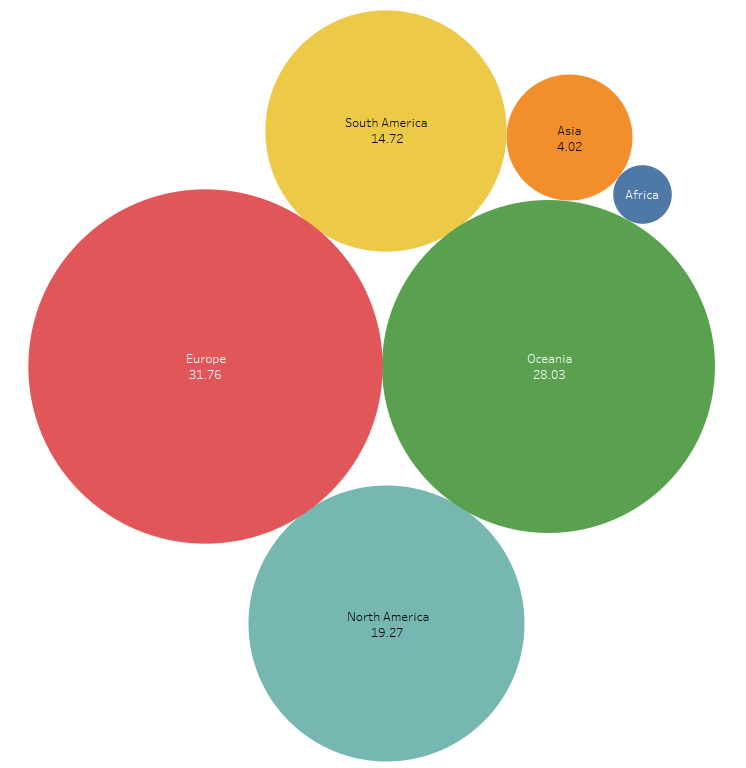 South America
14.72
Asia
4.02
Africa
Europe
31.76
Oceania
28.03
North America
19.27